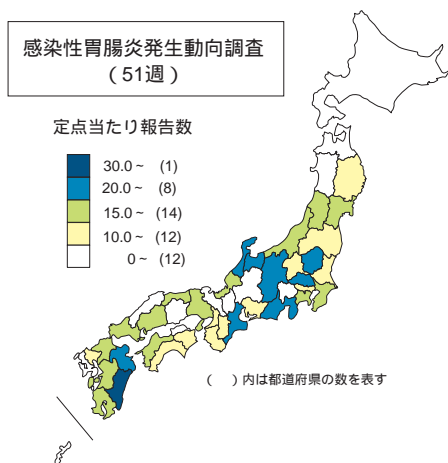 感染性胃腸炎発生動向調査
(51週)
定点当たり報告数
30.0~ (1)
20.0~ (8)
15.0~ (14)
10.0~ (12)
0~ (12)
( )内は都道府県の数を表す